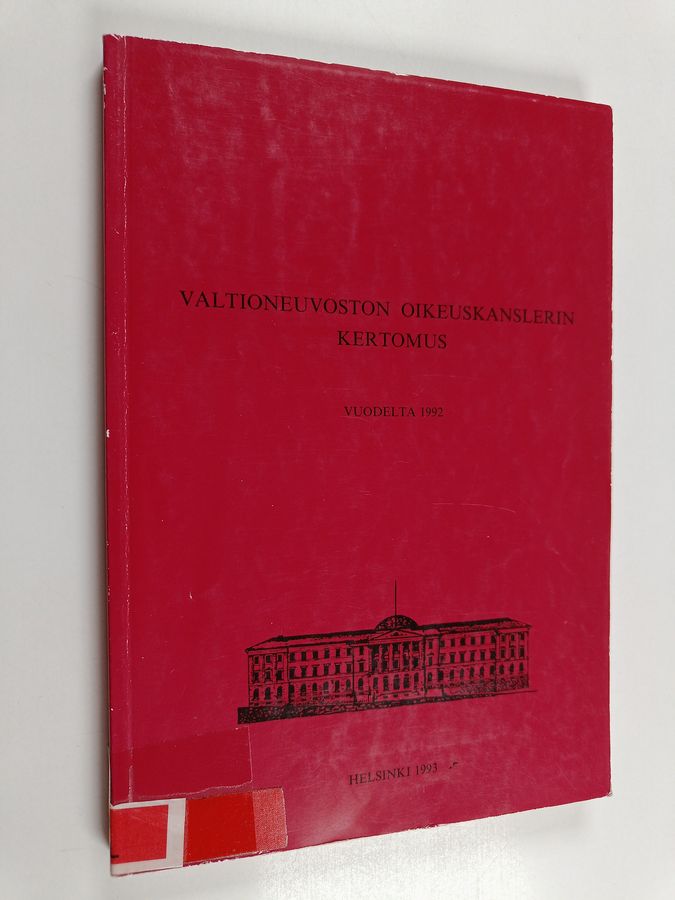 VALTIONEUVOSTON OIKEUSKANSLERIN
KERTOMUS
VUODELTA 1992
HELSINKI 1993